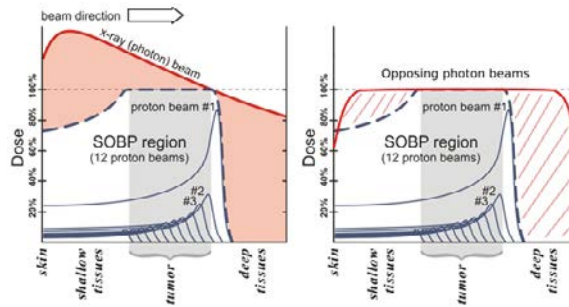 beam direction
x-ray (photon) beam
100%
80%
60%
40%
20%
Dose
proton beam #1
SOBP region
(12 proton beams)
#2
#3
skin
shallow
tissues
tumor
deep
tissues
Opposing photon beams
100%
80%
60%
40%
20%
Dose
proton beam #1
SOBP region
(12 proton beams)
#2
#3
skin
shallow
tissues
tumor
deep
tissues